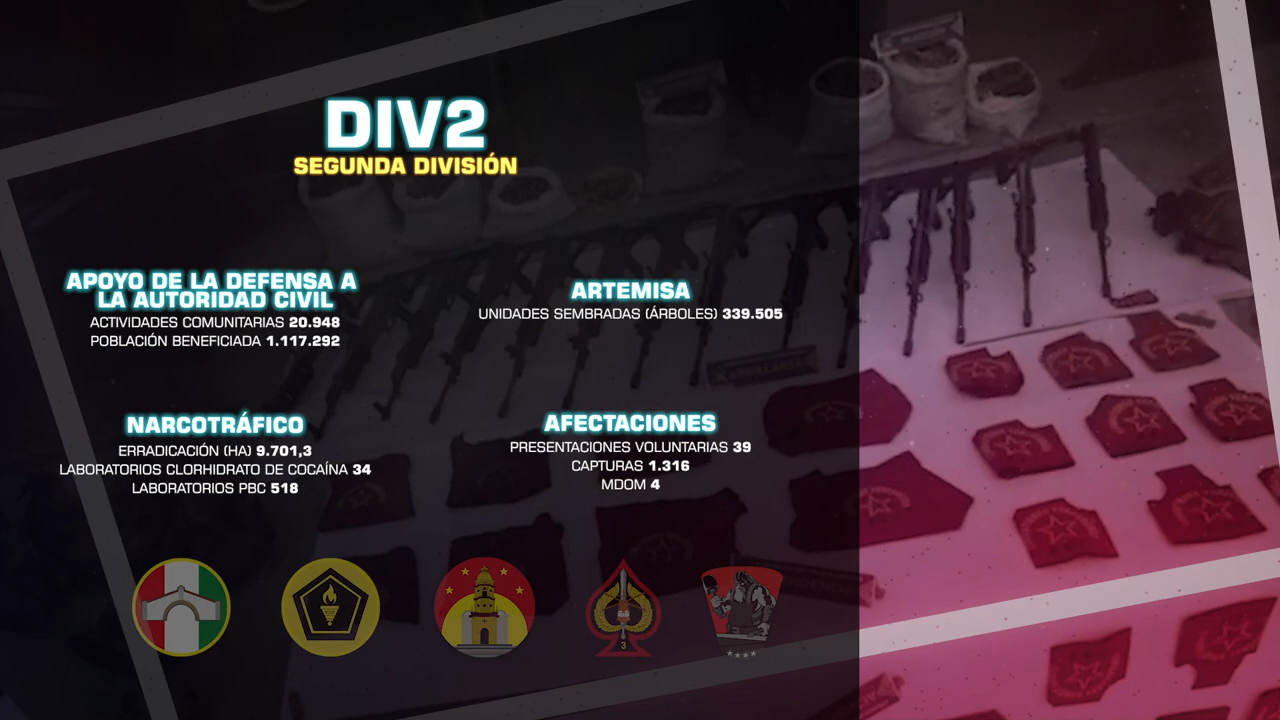 DIV2
SEGUNDA DIVISIÓN
APOYO DE LA DEFENSA A
LA AUTORIDAD CIVIL
ACTIVIDADES COMUNITARIAS 20.948
POBLACIÓN BENEFICIADA 1.117.292
ARTEMISA
UNIDADES SEMBRADAS (ÁRBOLES) 339.505
NARCOTRÁFICO
ERRADICACIÓN (HA) 9.701,3
LABORATORIOS CLORHIDRATO DE COCAÍNA 34
LABORATORIOS PBC 518
AFECTACIONES
PRESENTACIONES VOLUNTARIAS 39
CAPTURAS 1.316
MDOM 4
3